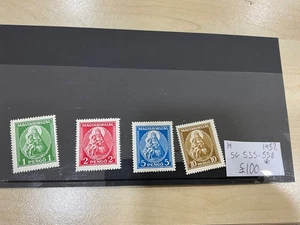 MAGYARORSZÁG
1 PENGŐ 1
MAGYARORSZÁG
2 PENGŐ 2
MAGYARORSZÁG
5 PENGŐ 5
MAGYARORSZÁG
10 PENGŐ 10
H 1932
SG 535-538
£100